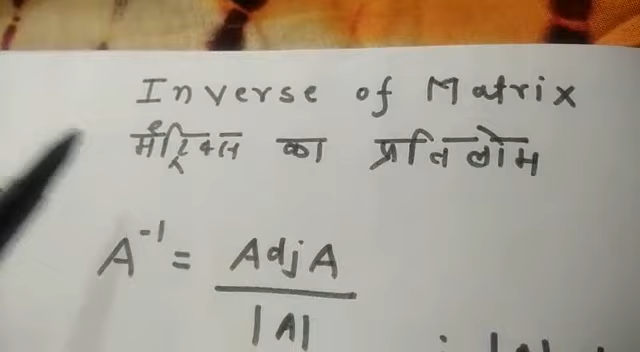 Inverse of Matrix
मैट्रिक्स का प्रतिलोम
A⁻¹ = AdjA / |A|